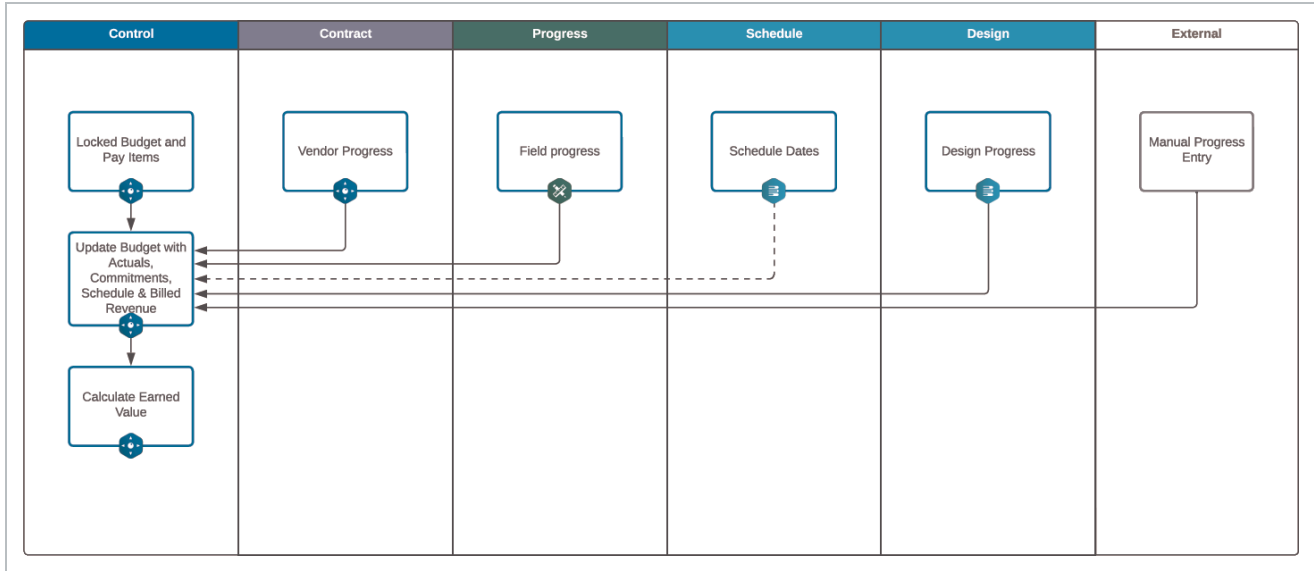 Control
Contract
Progress
Schedule
Design
External
Locked Budget and
Pay Items
Vendor Progress
Field progress
Schedule Dates
Design Progress
Manual Progress
Entry
Update Budget with
Actuals,
Commitments,
Schedule & Billed
Revenue
Calculate Earned
Value